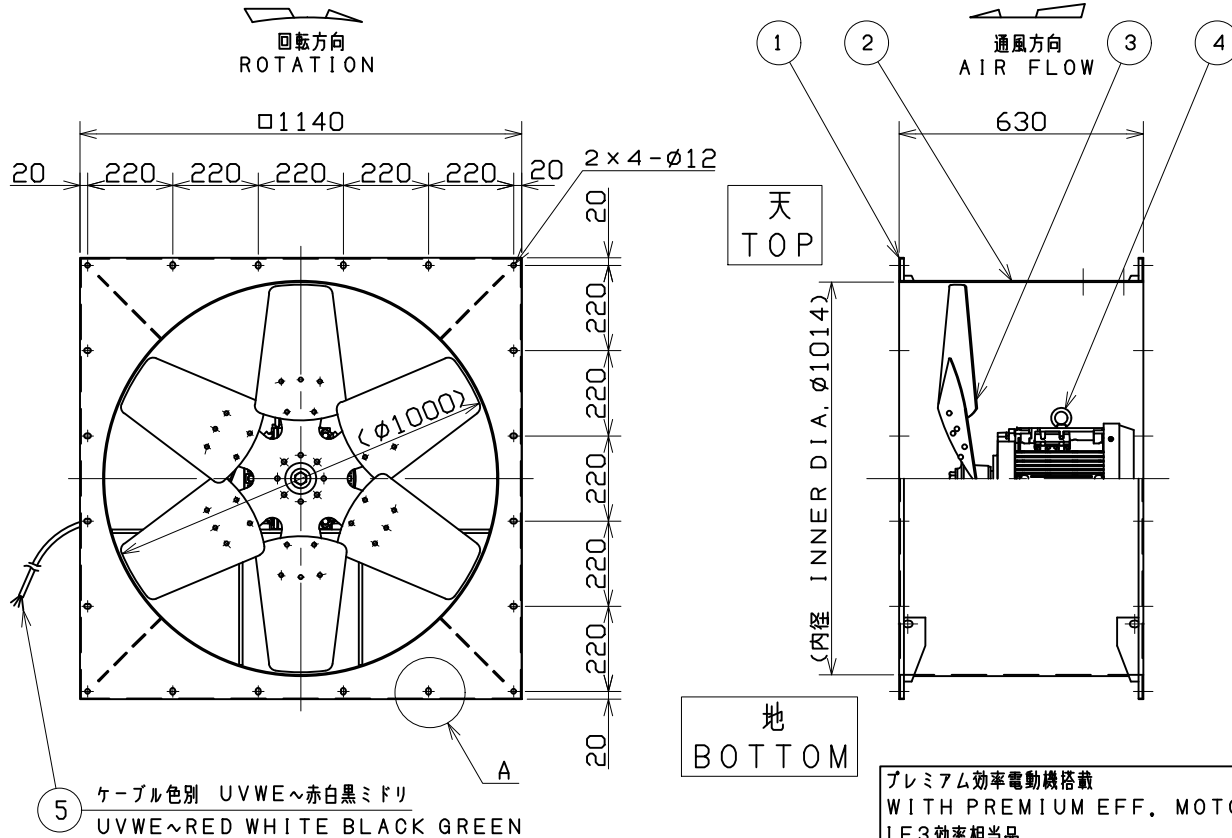 回転方向
ROTATION
通風方向
AIR FLOW
1
2
3
4
□1140
630
20
220
220
220
220
220
20
2×4-Ø12
20
220
220
220
220
220
20
天
TOP
<Ø1000>
(内径 INNER DIA, Ø1014)
地
BOTTOM
A
5
ケーブル色別 UVWE~赤白黒ミドリ
UVWE~RED WHITE BLACK GREEN
プレミアム効率電動機搭載
WITH PREMIUM EFF. MOTO
IE3効率相当品